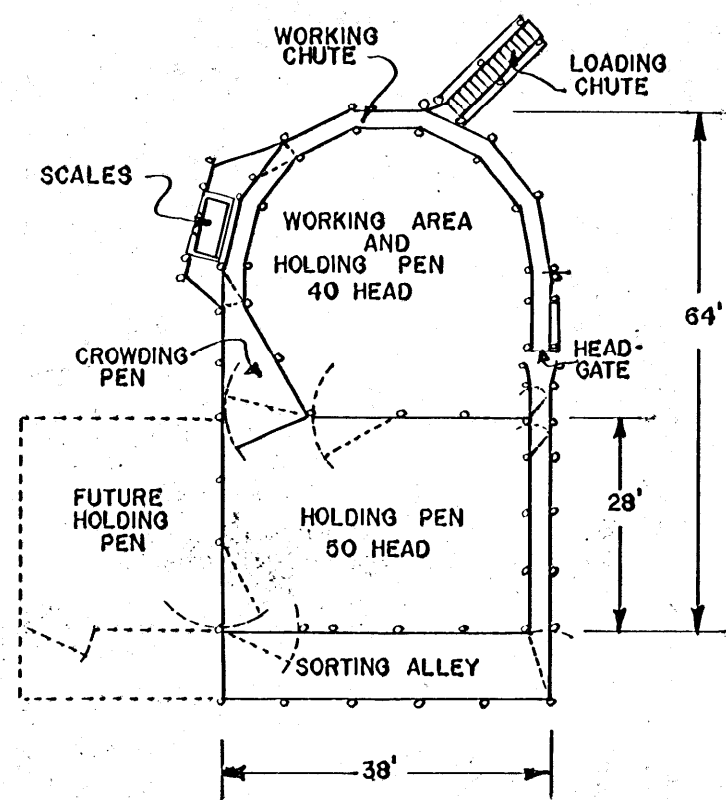 WORKING
CHUTE
LOADING
CHUTE
SCALES
WORKING AREA
AND
HOLDING PEN
40 HEAD
64'
CROWDING
PEN
HEAD-
GATE
FUTURE
HOLDING
PEN
HOLDING PEN
50 HEAD
28'
SORTING ALLEY
38'